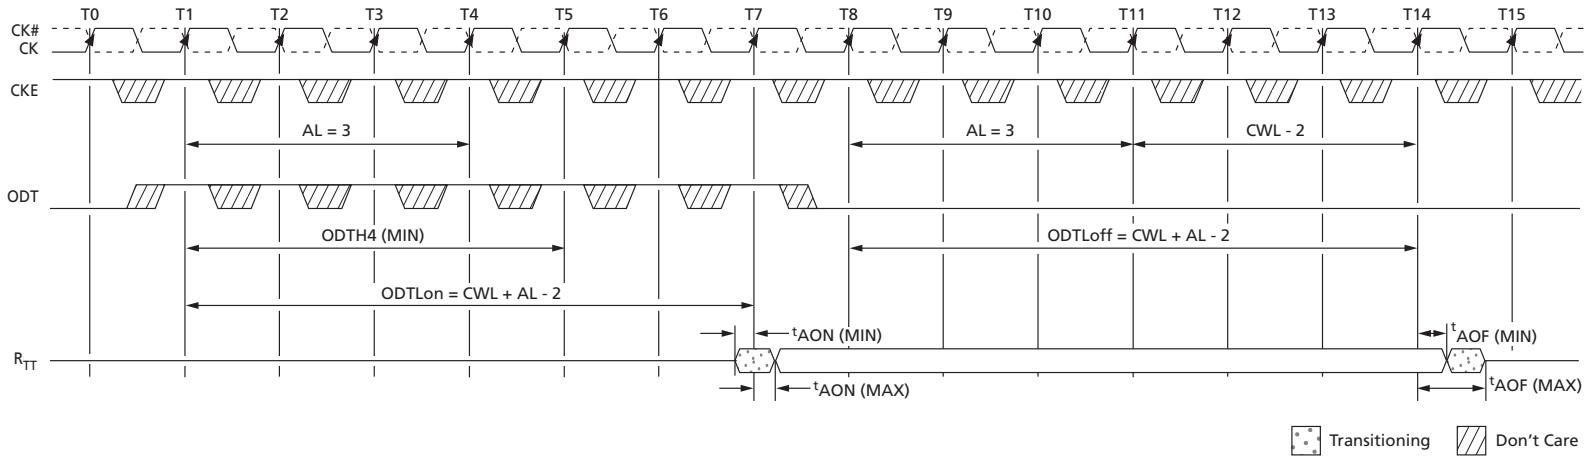 T0 T1 T2 T3 T4 T5 T6 T7 T8 T9 T10 T11 T12 T13 T14 T15
CK#
CK
CKE
AL = 3 AL = 3 CWL - 2
ODT
ODTH4 (MIN) ODTLoff = CWL + AL - 2
ODTLon = CWL + AL - 2
tAON (MIN) tAOF (MIN)
RTT
tAON (MAX) tAOF (MAX)
Transitioning Don't Care